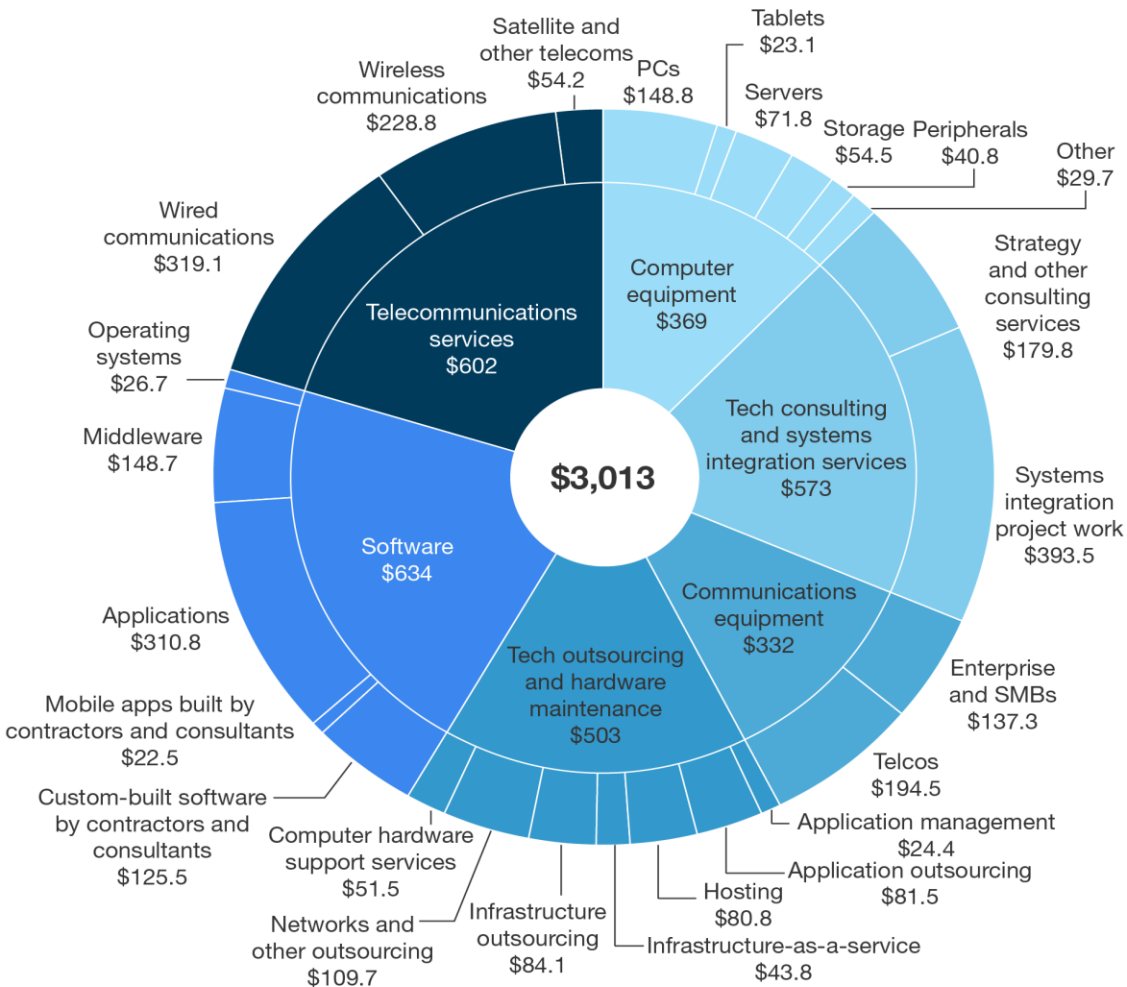 Tablets
$23.1
Satellite and
other telecoms
$54.2
PCs
$148.8
Wireless
communications
$228.8
Servers
$71.8
Storage
$54.5
Peripherals
$40.8
Other
$29.7
Wired
communications
$319.1
Strategy
and other
consulting
services
$179.8
Computer
equipment
$369
Telecommunications
services
$602
Operating
systems
$26.7
Middleware
$148.7
Tech consulting
and systems
integration services
$573
$3,013
Systems
integration
project work
$393.5
Software
$634
Communications
equipment
$332
Applications
$310.8
Tech outsourcing
and hardware
maintenance
$503
Enterprise
and SMBs
$137.3
Mobile apps built by
contractors and consultants
$22.5
Telcos
$194.5
Custom-built software
by contractors and
consultants
$125.5
Computer hardware
support services
$51.5
Application management
$24.4
Application outsourcing
$81.5
Hosting
$80.8
Networks and
other outsourcing
$109.7
Infrastructure
outsourcing
$84.1
Infrastructure-as-a-service
$43.8